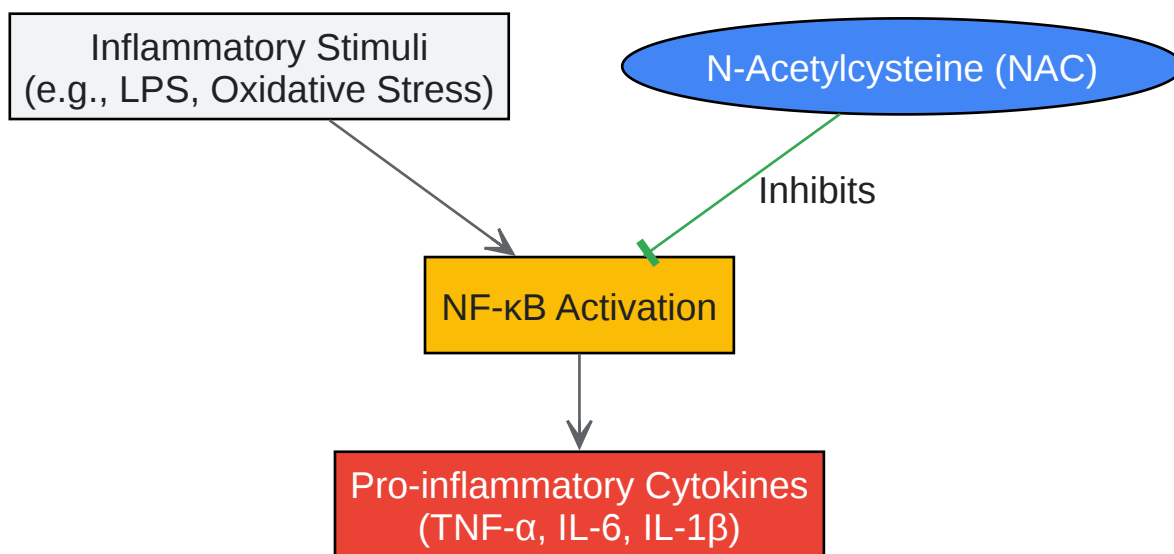 Inflammatory Stimuli
(e.g., LPS, Oxidative Stress)
N-Acetylcysteine (NAC)
Inhibits
NF-κB Activation
Pro-inflammatory Cytokines
(TNF-α, IL-6, IL-1β)